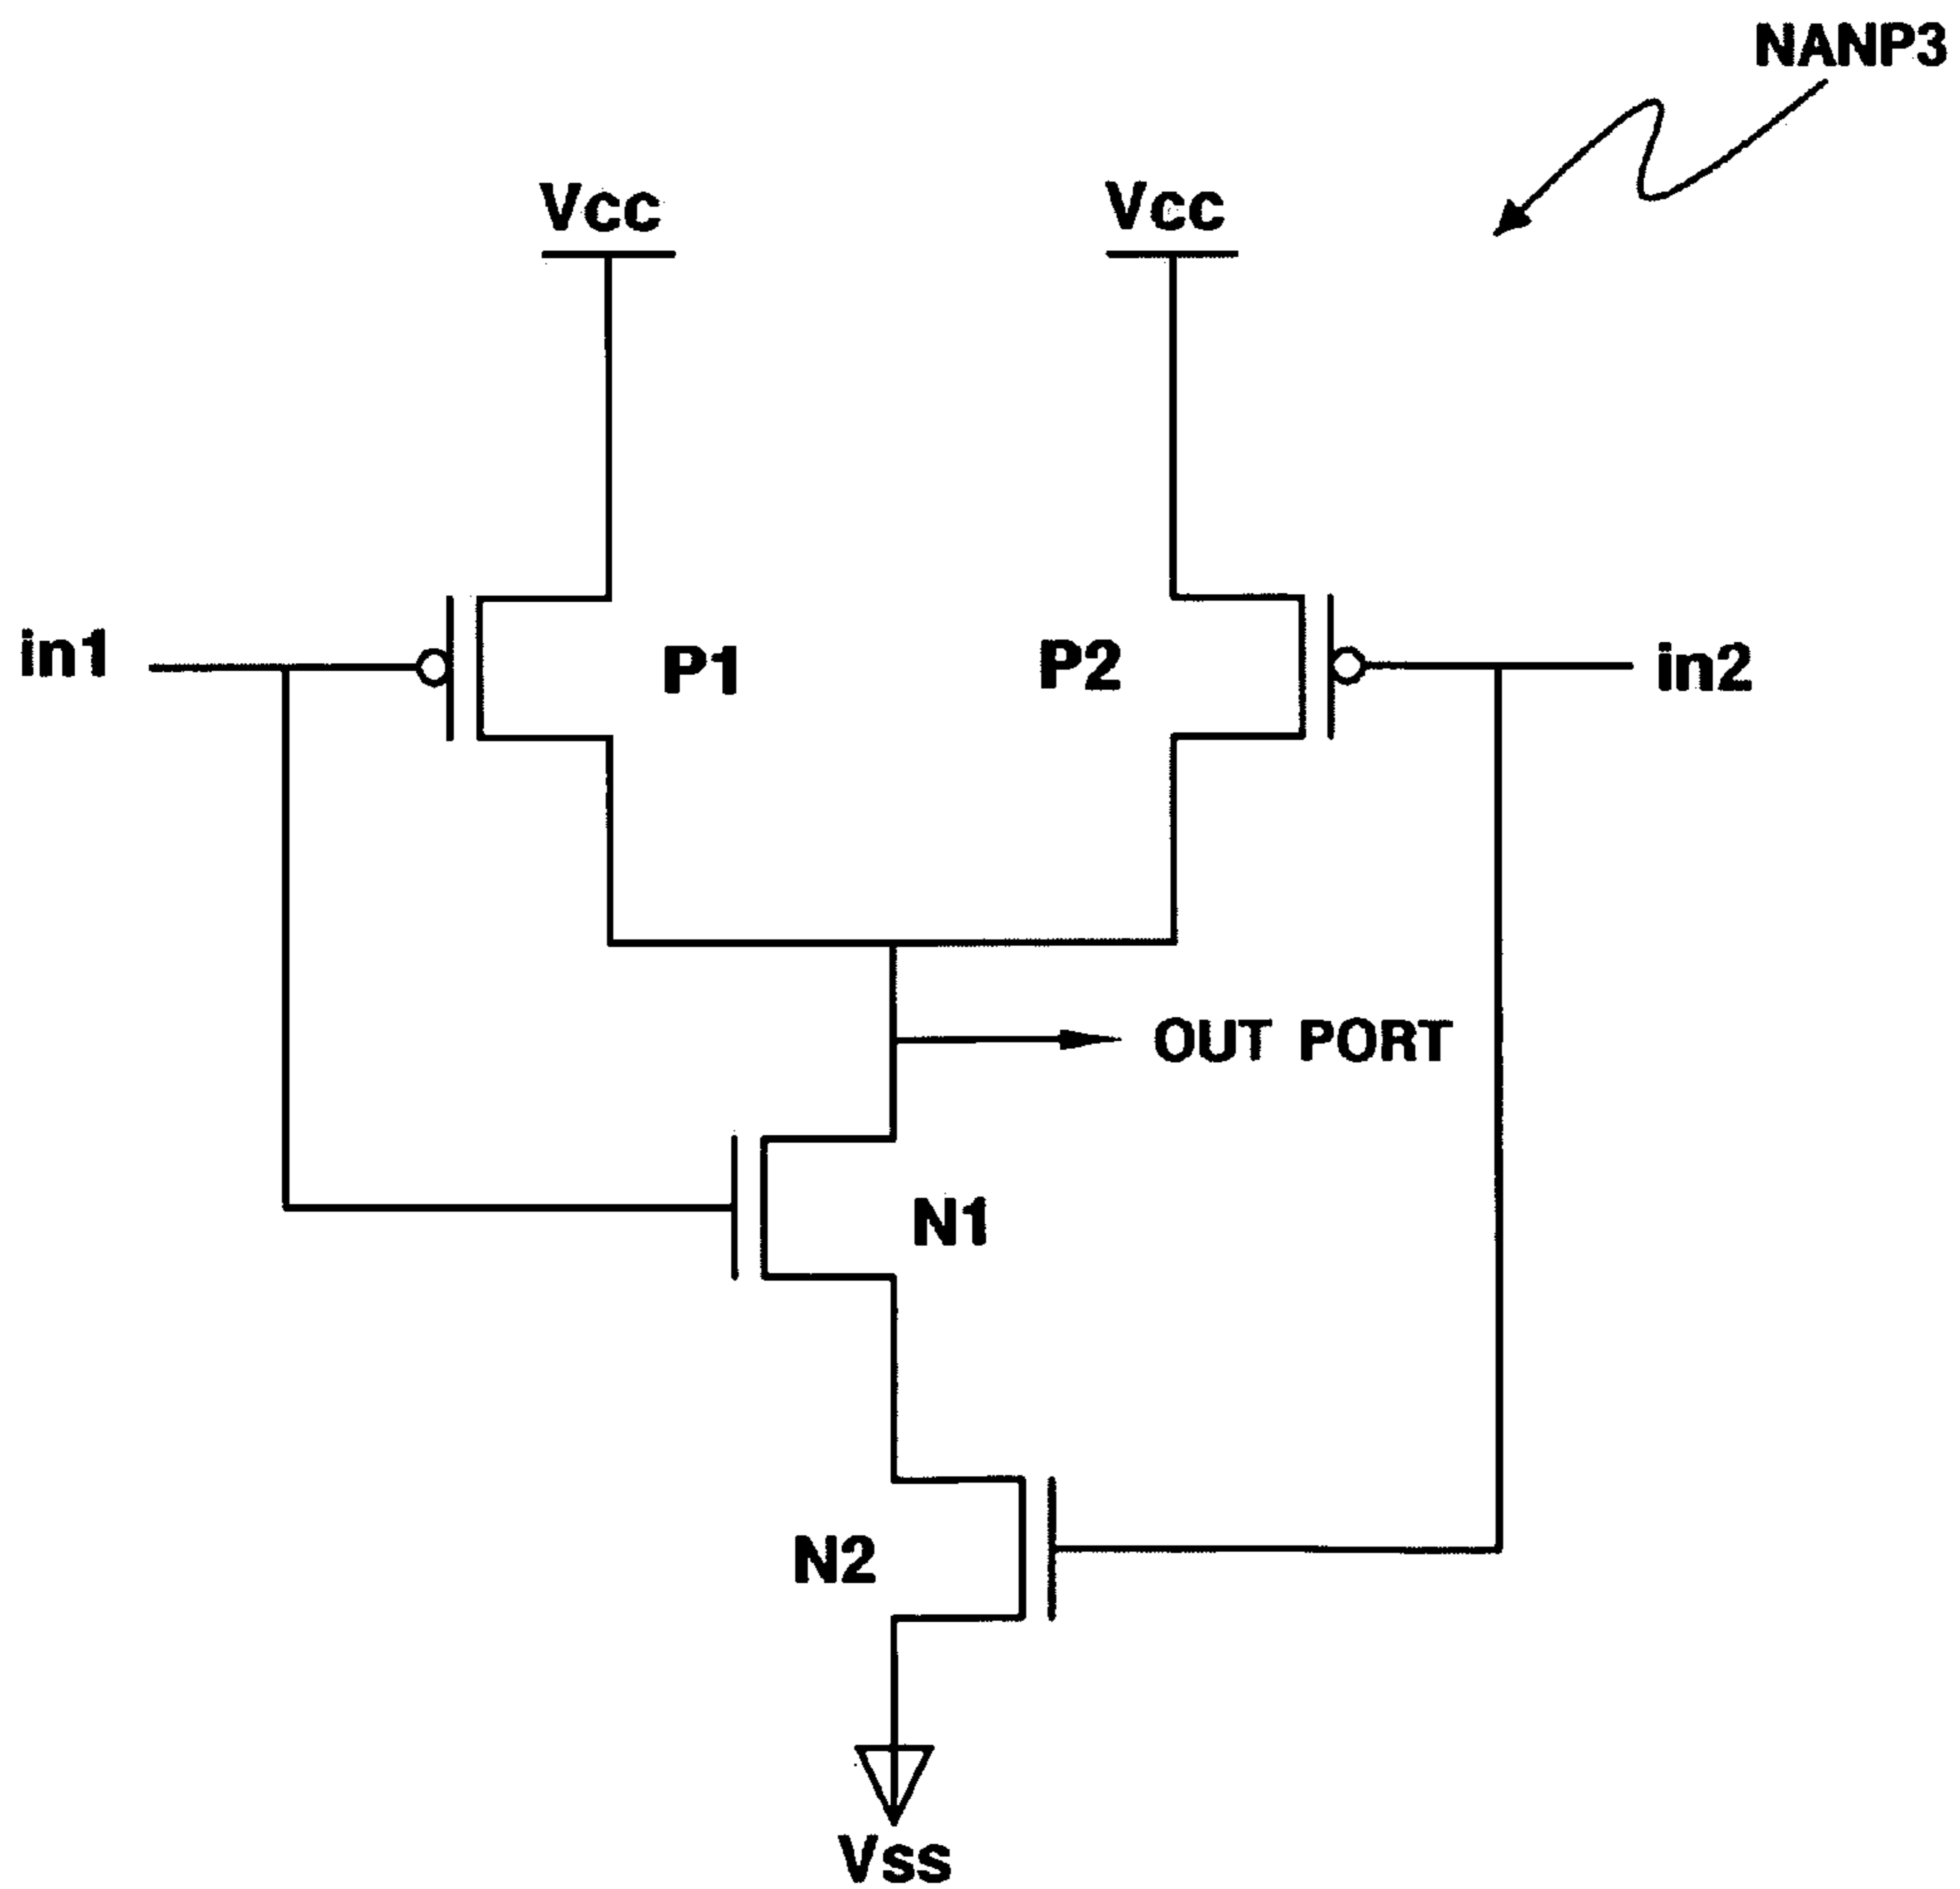 NANP3
Vcc
Vcc
in1
P1
P2
in2
OUT PORT
N1
N2
Vss